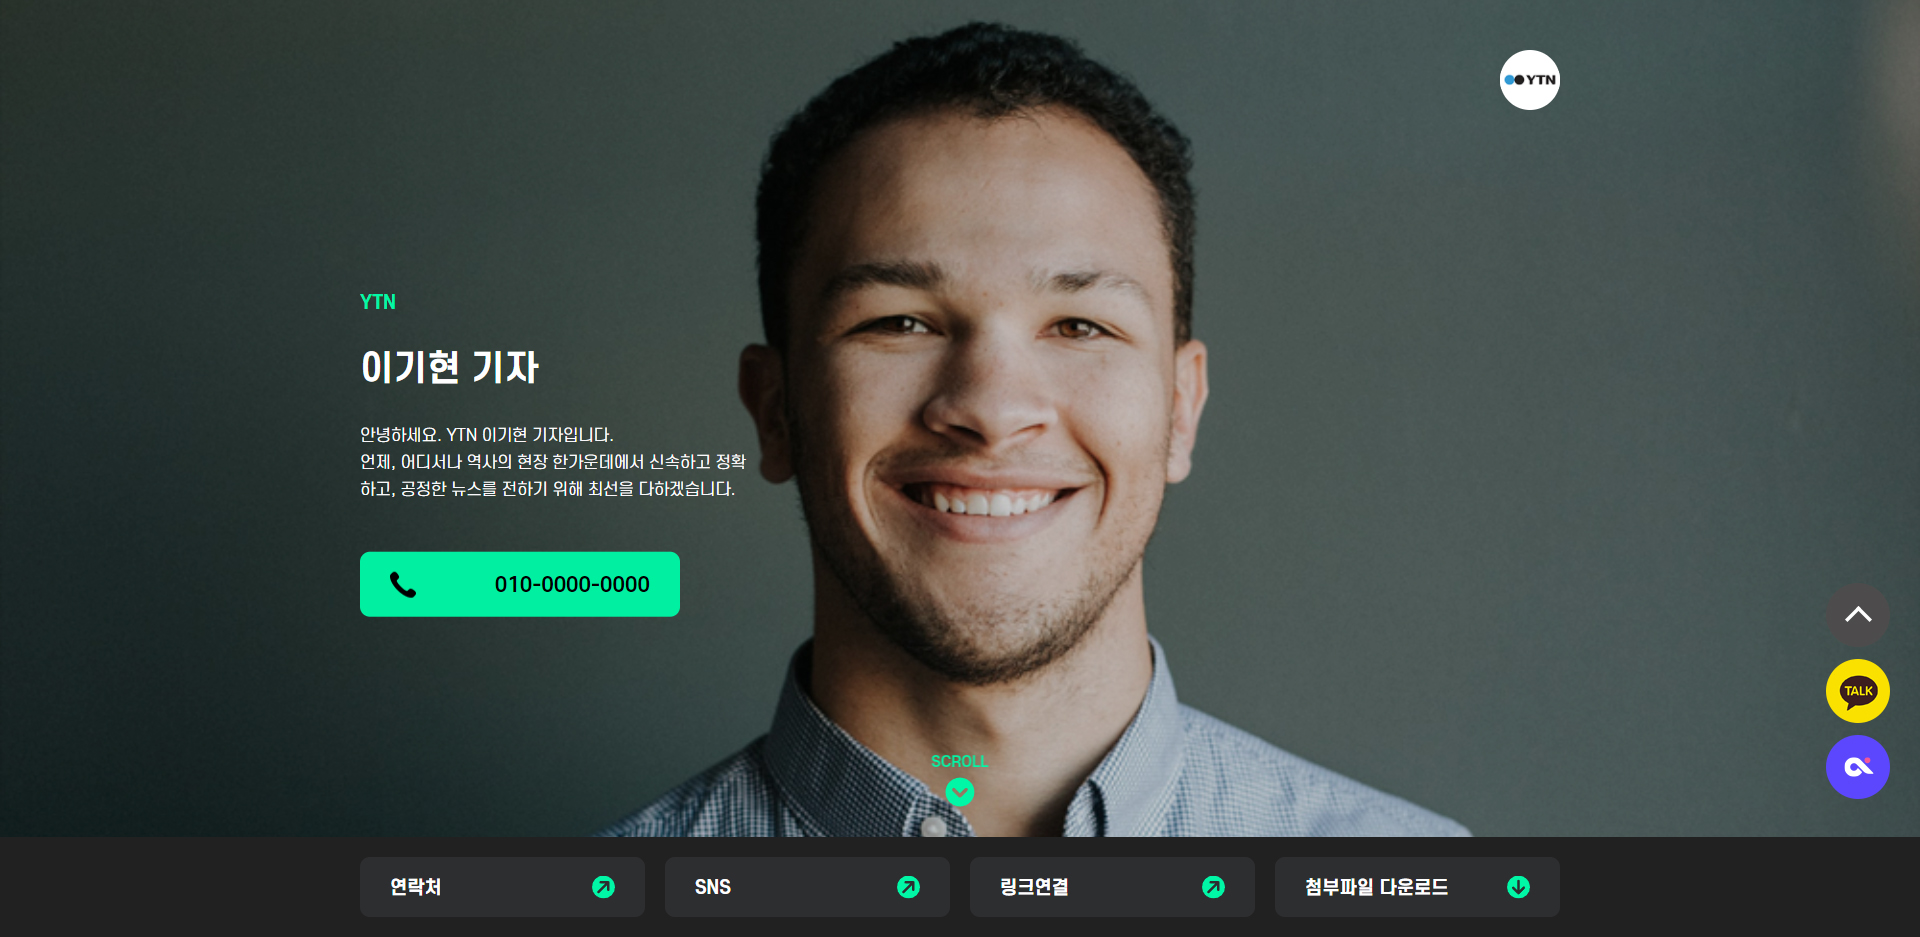 YTN
YTN
이기현 기자
안녕하세요. YTN 이기현 기자입니다.
언제, 어디서나 역사의 현장 한가운데에서 신속하고 정확
하고, 공정한 뉴스를 전하기 위해 최선을 다하겠습니다.
010-0000-0000
TALK
SCROLL
연락처
SNS
링크연결
첨부파일 다운로드